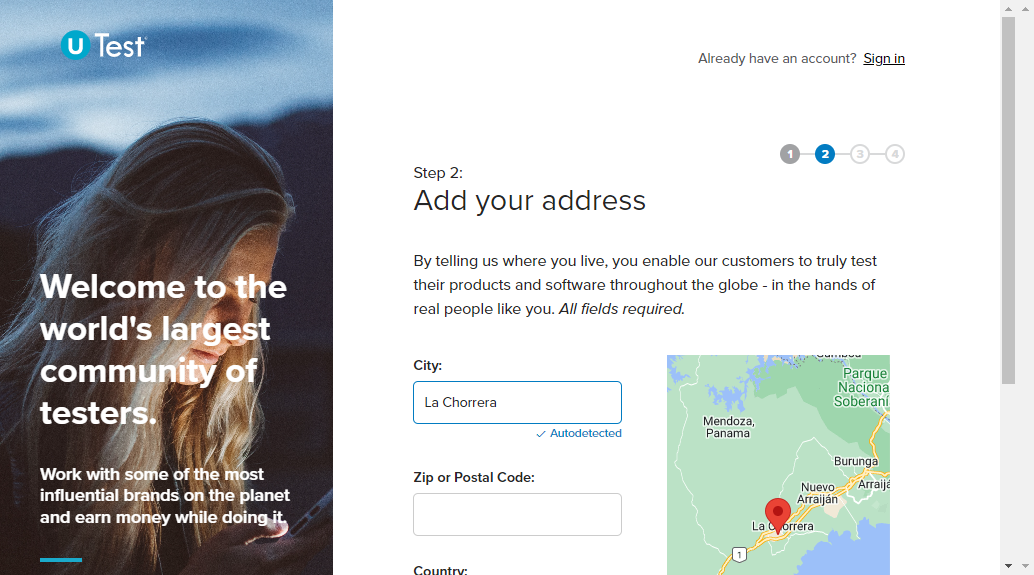 U Test
Already have an account? Sign in
1 2 3 4
Step 2:
Add your address
By telling us where you live, you enable our customers to truly test
their products and software throughout the globe - in the hands of
real people like you. All fields required.
Welcome to the
world's largest
community of
testers.
Work with some of the most
influential brands on the planet
and earn money while doing it.
City:
La Chorrera
Autodetected
Zip or Postal Code:
Country:
Parque
Naciona
Soberaní
Mendoza,
Panama
Burunga
Nuevo
Arraiján
Arraijá
La Chorrera
1